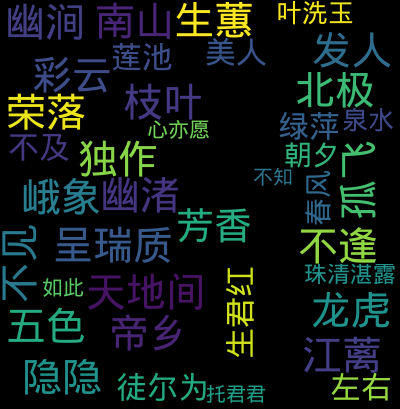 幽涧
南山
生蕙
叶洗玉
莲池
美人
发人
彩云
北极
荣落
枝叶
心亦愿
绿萍
泉水
不及
独作
朝夕
孤飞
不知
春风
峨象
幽渚
芳香
不见
呈瑞质
不逢
如此
天地间
生君红
珠清湛露
五色
帝乡
龙虎
江蓠
隐隐
徒尔为
托君君
左右